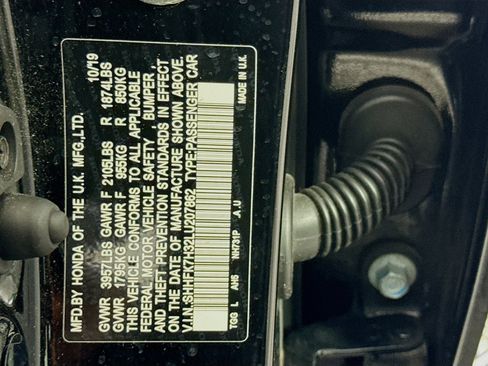 MFD.BY HONDA OF THE U.K. MFG.,LTD. 10/19
GVWR 3957LBS GAWR F 2105LBS R 1874LBS
GVWR 1795KG GAWR F 955KG R 850KG
THIS VEHICLE CONFORMS TO ALL APPLICABLE
FEDERAL MOTOR VEHICLE SAFETY , BUMPER ,
AND THEFT PREVENTION STANDARDS IN EFFECT
ON THE DATE OF MANUFACTURE SHOWN ABOVE.
V.I.N.:SHHFK7H32LU207862 TYPE:PASSENGER CAR
TGG L AH5 NH731P .A.U MADE IN U.K